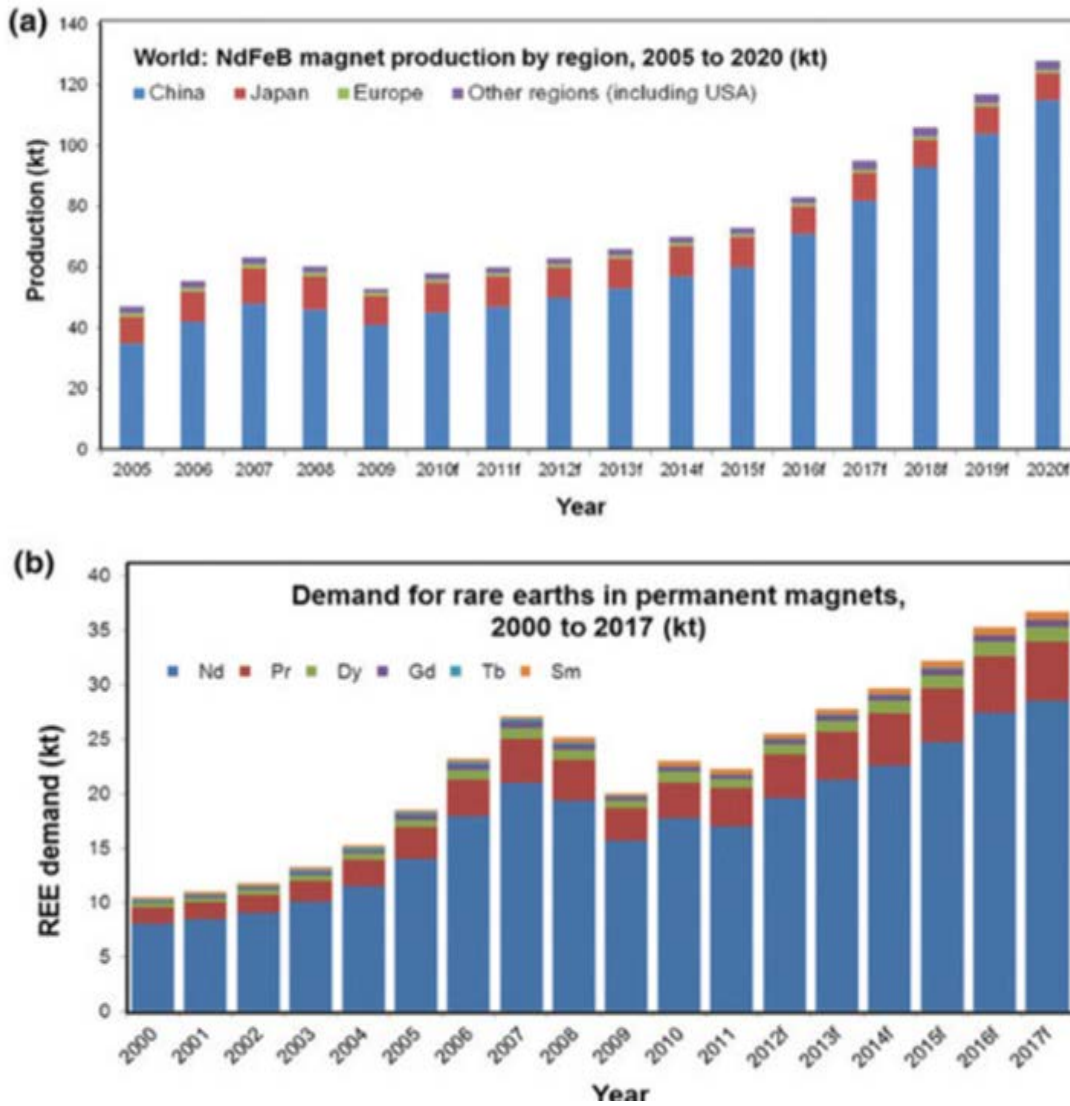 (a)
140
World: NdFeB magnet production by region, 2005 to 2020 (kt)
China Japan Europe Other regions (including USA)
120
100
80
60
40
20
0
Production (kt)
2005 2006 2007 2008 2009 2010f 2011f 2012f 2013f 2014f 2015f 2016f 2017f 2018f 2019f 2020f
Year
(b)
40
Demand for rare earths in permanent magnets,
2000 to 2017 (kt)
35
Nd Pr Dy Gd Tb Sm
30
25
20
15
10
5
0
REE demand (kt)
2000 2001 2002 2003 2004 2005 2006 2007 2008 2009 2010 2011 2012f 2013f 2014f 2015f 2016f 2017f
Year